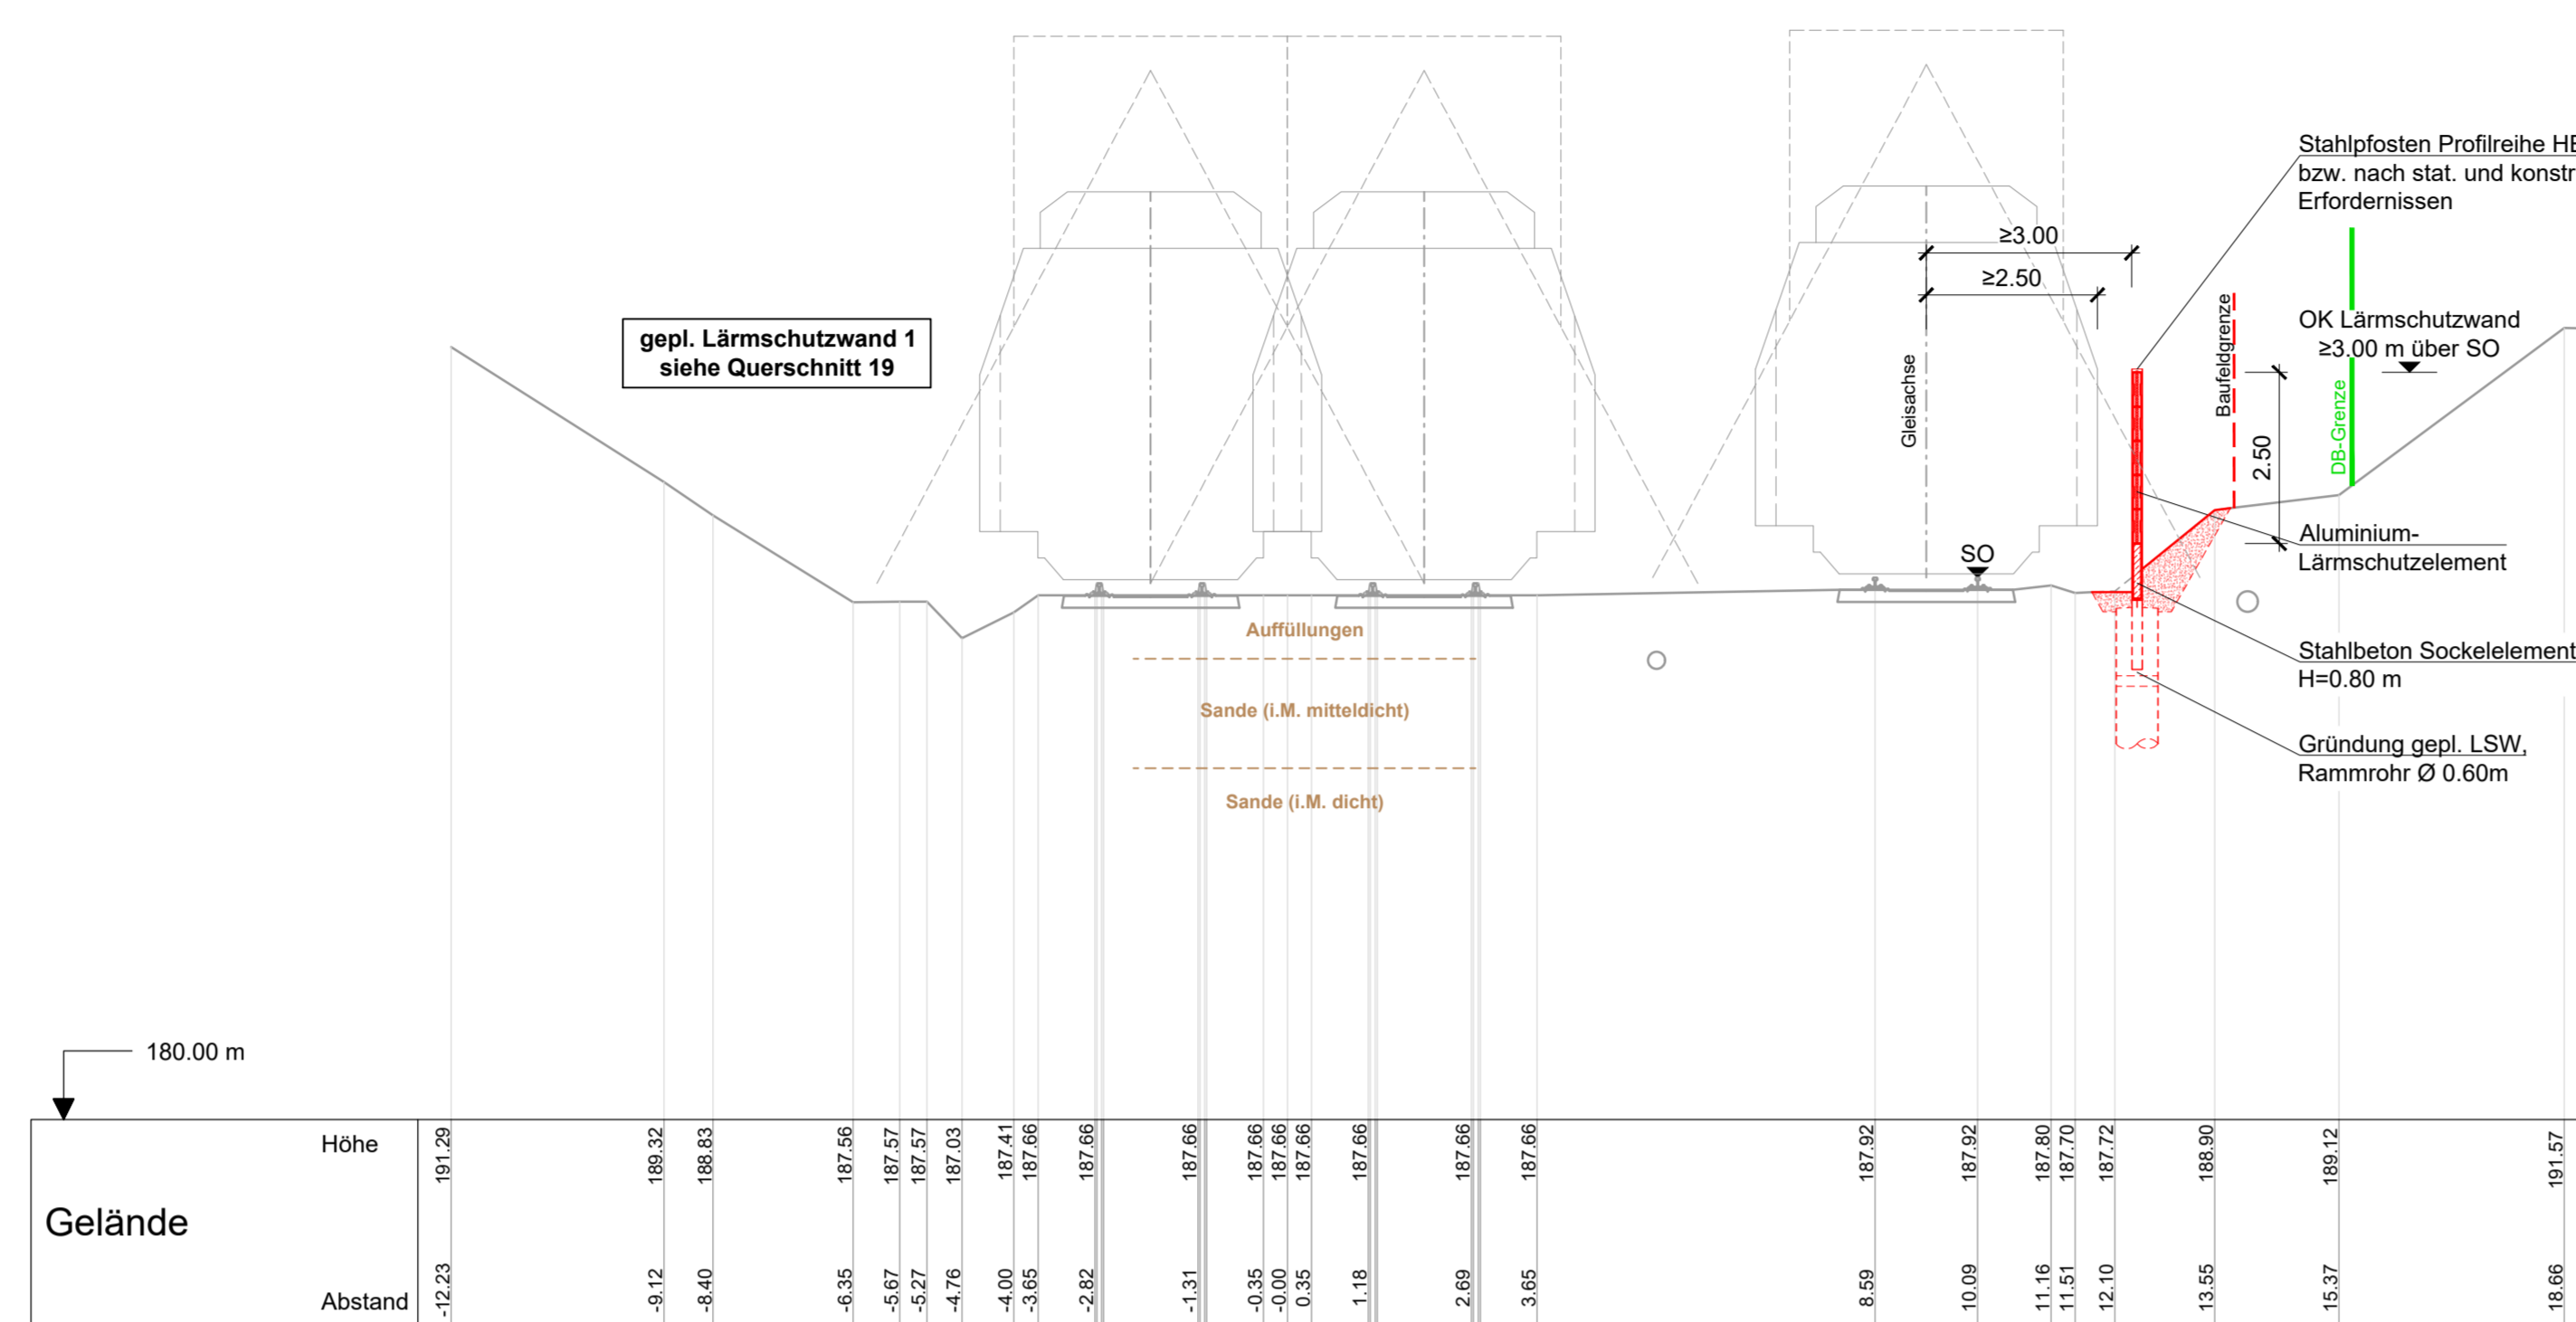 Stahlpfosten Profilreihe HE
bzw. nach stat. und konstr
Erfordernissen
≥3.00
≥2.50
gepl. Lärmschutzwand 1
siehe Querschnitt 19
Gleisachse
Baufeldgrenze
OK Lärmschutzwand
≥3.00 m über SO
DB-Grenze
2.50
SO
Aluminium-
Lärmschutzelement
Auffüllungen
Sande (i.M. mitteldicht)
Sande (i.M. dicht)
Stahlbeton Sockelelement
H=0.80 m
Gründung gepl. LSW,
Rammrohr Ø 0.60m
180.00 m
Gelände
Höhe
191.29 189.32 188.83 187.56 187.57 187.57 187.03 187.41 187.66 187.66 187.66 187.66 187.66 187.66 187.66 187.66 187.66 187.92 187.92 187.80 187.70 187.72 188.90 189.12 191.57
Abstand
-12.23 -9.12 -8.40 -6.35 -5.67 -5.27 -4.76 -4.00 -3.65 -2.82 -1.31 -0.35 -0.00 0.35 1.18 2.69 3.65 8.59 10.09 11.16 11.51 12.10 13.55 15.37 18.66